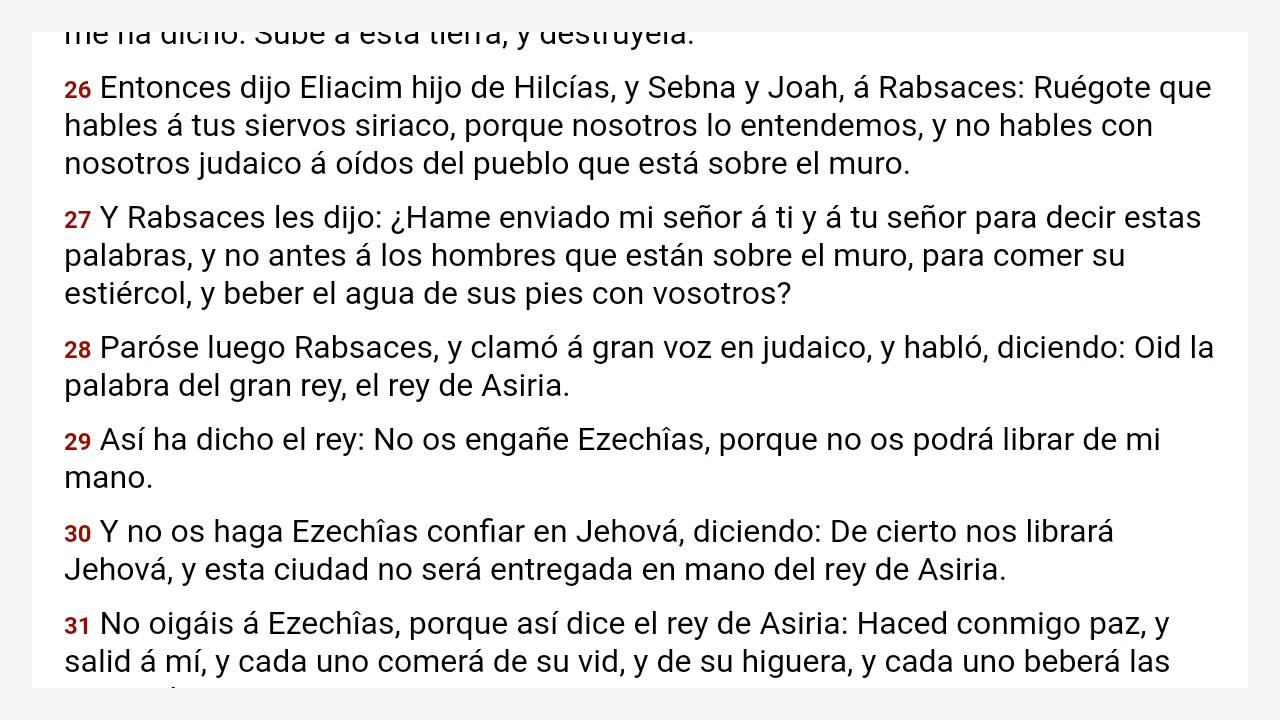 me ha dicho: Sube á esta tierra, y destrúyela.
26 Entonces dijo Eliacim hijo de Hilcías, y Sebna y Joah, á Rabsaces: Ruégote que
hables á tus siervos siriaco, porque nosotros lo entendemos, y no hables con
nosotros judaico á oídos del pueblo que está sobre el muro.
27 Y Rabsaces les dijo: ¿Hame enviado mi señor á ti y á tu señor para decir estas
palabras, y no antes á los hombres que están sobre el muro, para comer su
estiércol, y beber el agua de sus pies con vosotros?
28 Paróse luego Rabsaces, y clamó á gran voz en judaico, y habló, diciendo: Oid la
palabra del gran rey, el rey de Asiria.
29 Así ha dicho el rey: No os engañe Ezechîas, porque no os podrá librar de mi
mano.
30 Y no os haga Ezechîas confiar en Jehová, diciendo: De cierto nos librará
Jehová, y esta ciudad no será entregada en mano del rey de Asiria.
31 No oigáis á Ezechîas, porque así dice el rey de Asiria: Haced conmigo paz, y
salid á mí, y cada uno comerá de su vid, y de su higuera, y cada uno beberá las